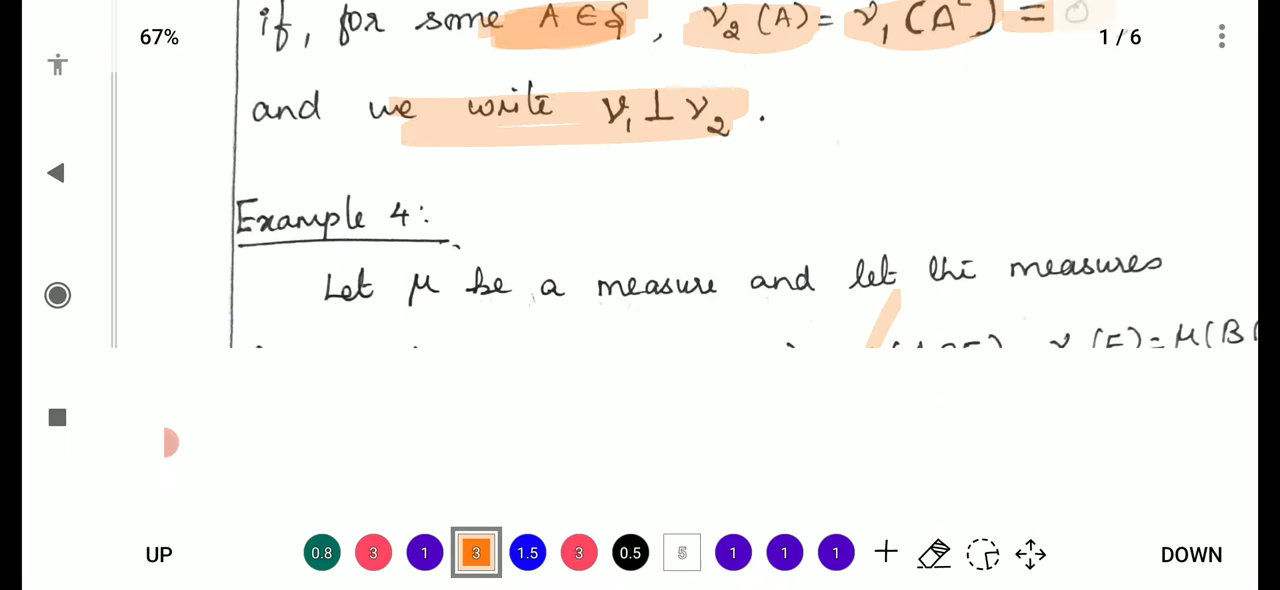 if, for some A ∈ S, ν₂ (A) = ν₁ (Aᶜ) = 0
67%
1 / 6
and we write ν₁ ⊥ ν₂ .
Example 4:
Let μ be a measure and let the measures
ν (E) = μ ( B
UP
0.8 3 1 3 1.5 3 0.5 5 1 1 1
DOWN